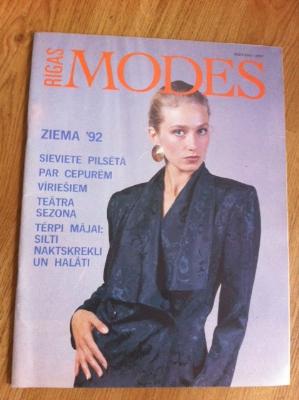 RIGAS
MODES
ZIEMA '92
SIEVIETE PILSĒTĀ
PAR CEPURĒM
VĪRIEŠIEM
TEĀTRA
SEZONA
TĒRPI MĀJAI:
SILTI
NAKTSKREKLI
UN HALĀTI